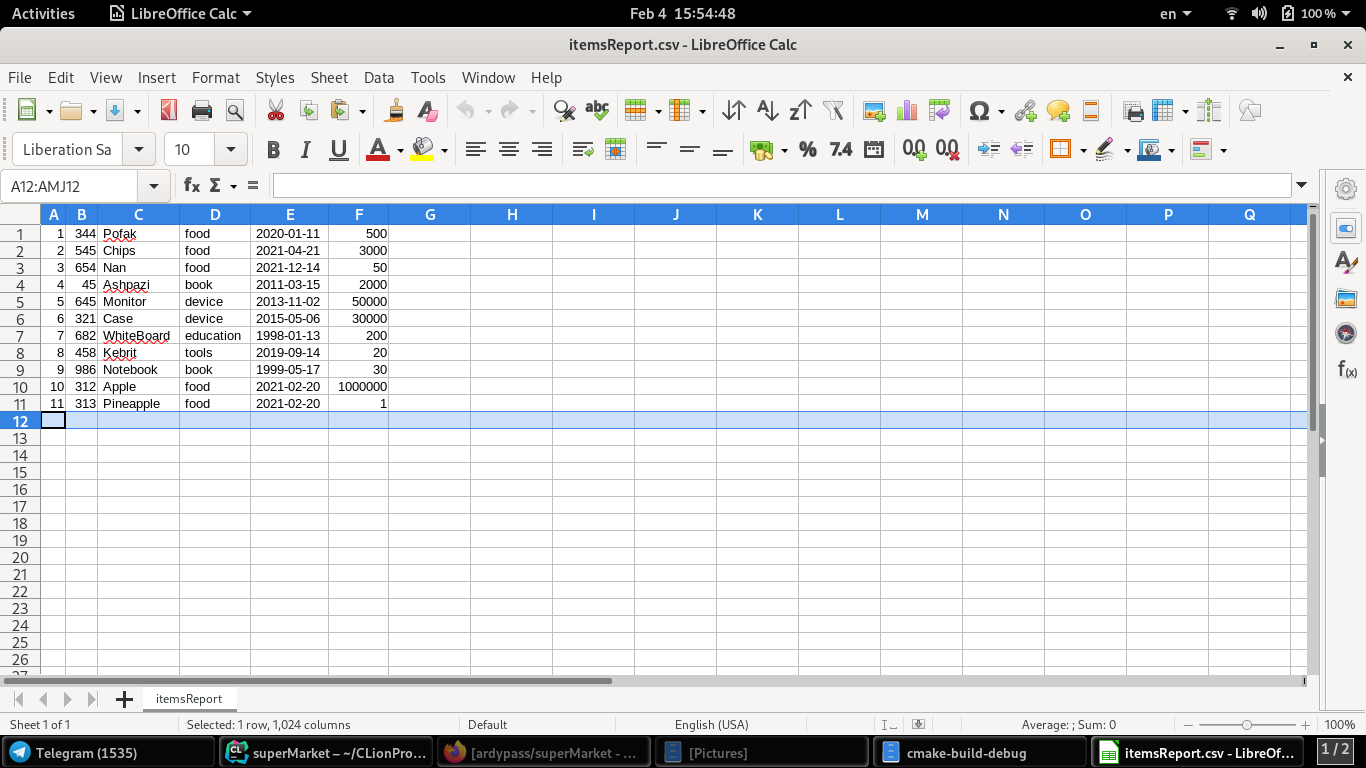 Activities LibreOffice Calc Feb 4 15:54:48 en 100 %
itemsReport.csv - LibreOffice Calc
File Edit View Insert Format Styles Sheet Data Tools Window Help
abc
Liberation Sa 10 B I U A % 7.4 0.0 0.0
A12:AMJ12 fx Σ =
A B C D E F G H I J K L M N O P Q
1 1 344 Pofak food 2020-01-11 500
2 2 545 Chips food 2021-04-21 3000
3 3 654 Nan food 2021-12-14 50
4 4 45 Ashpazi book 2011-03-15 2000
5 5 645 Monitor device 2013-11-02 50000
6 6 321 Case device 2015-05-06 30000
7 7 682 WhiteBoard education 1998-01-13 200
8 8 458 Kebrit tools 2019-09-14 20
9 9 986 Notebook book 1999-05-17 30
10 10 312 Apple food 2021-02-20 1000000
11 11 313 Pineapple food 2021-02-20 1
12
13
14
15
16
17
18
19
20
21
22
23
24
25
26
27
itemsReport
Sheet 1 of 1 Selected: 1 row, 1,024 columns Default English (USA) Average: ; Sum: 0 100%
Telegram (1535) superMarket – ~/CLionPro... [ardypass/superMarket - ... [Pictures] cmake-build-debug itemsReport.csv - LibreOf... 1 / 2